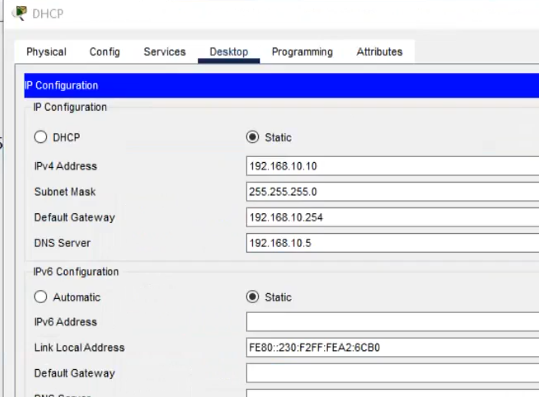 DHCP
Physical Config Services Desktop Programming Attributes
IP Configuration
IP Configuration
DHCP Static
IPv4 Address 192.168.10.10
Subnet Mask 255.255.255.0
Default Gateway 192.168.10.254
DNS Server 192.168.10.5
IPv6 Configuration
Automatic Static
IPv6 Address
Link Local Address FE80::230:F2FF:FEA2:6CB0
Default Gateway
DNS Server